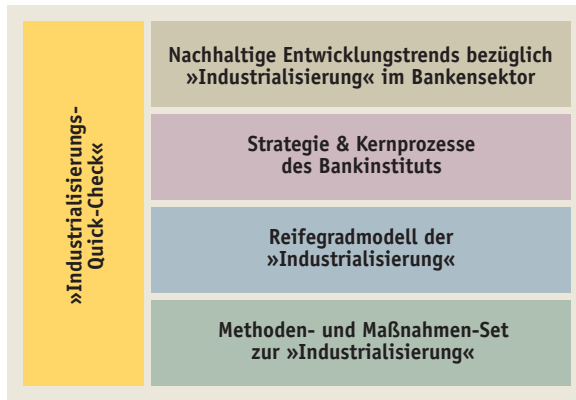 »Industrialisierungs-
Quick-Check«
Nachhaltige Entwicklungstrends bezüglich
»Industrialisierung« im Bankensektor
Strategie & Kernprozesse
des Bankinstituts
Reifegradmodell der
»Industrialisierung«
Methoden- und Maßnahmen-Set
zur »Industrialisierung«